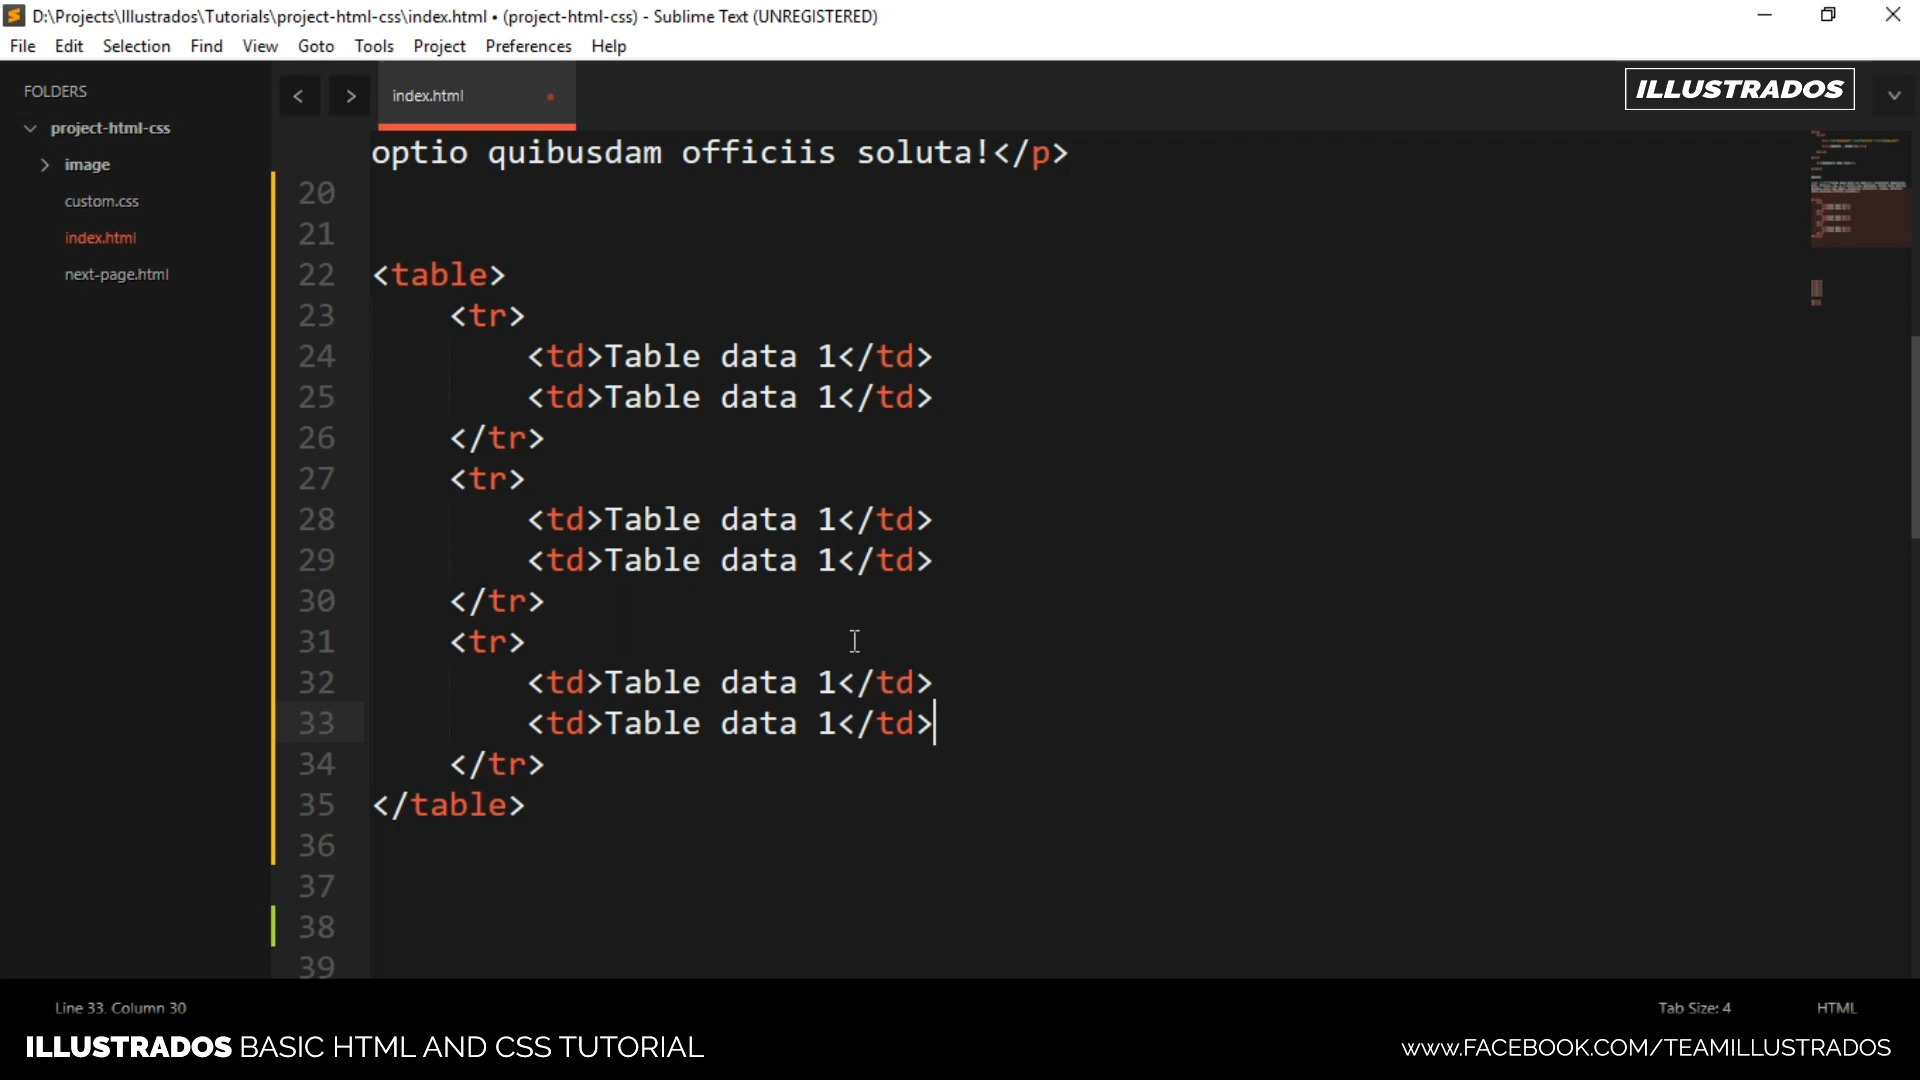 D:\Projects\Illustrados\Tutorials\project-html-css\index.html • (project-html-css) - Sublime Text (UNREGISTERED)
File Edit Selection Find View Goto Tools Project Preferences Help
FOLDERS
project-html-css
image
custom.css
index.html
next-page.html
index.html
ILLUSTRADOS
optio quibusdam officiis soluta!</p>
20
21
22 <table>
23 <tr>
24 <td>Table data 1</td>
25 <td>Table data 1</td>
26 </tr>
27 <tr>
28 <td>Table data 1</td>
29 <td>Table data 1</td>
30 </tr>
31 <tr>
32 <td>Table data 1</td>
33 <td>Table data 1</td>
34 </tr>
35 </table>
36
37
38
39
Line 33, Column 30
Tab Size: 4
HTML
ILLUSTRADOS BASIC HTML AND CSS TUTORIAL
WWW.FACEBOOK.COM/TEAMILLUSTRADOS